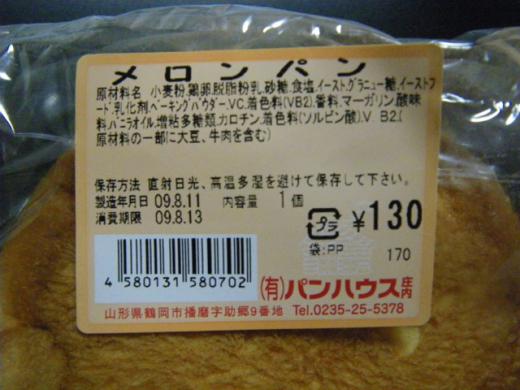 メロンパン
原材料名 小麦粉,鶏卵,脱脂粉乳,砂糖,食塩,イースト,グラニュー糖,イーストフ
ード,乳化剤,ベーキングパウダー,V.C,着色料(VB2),香料,マーガリン,酸味
料,バニラオイル,増粘多糖類,カロチン,着色料(ソルビン酸),V B2,(
原材料の一部に大豆、牛肉を含む)
保存方法 直射日光、高温多湿を避けて保存して下さい。
製造年月日 09.8.11 内容量 1個
消費期限 09.8.13
プラ ¥130
袋:PP 170
4 580131 580702
(有)パンハウス庄内
山形県鶴岡市播磨字助郷9番地 Tel.0235-25-5378